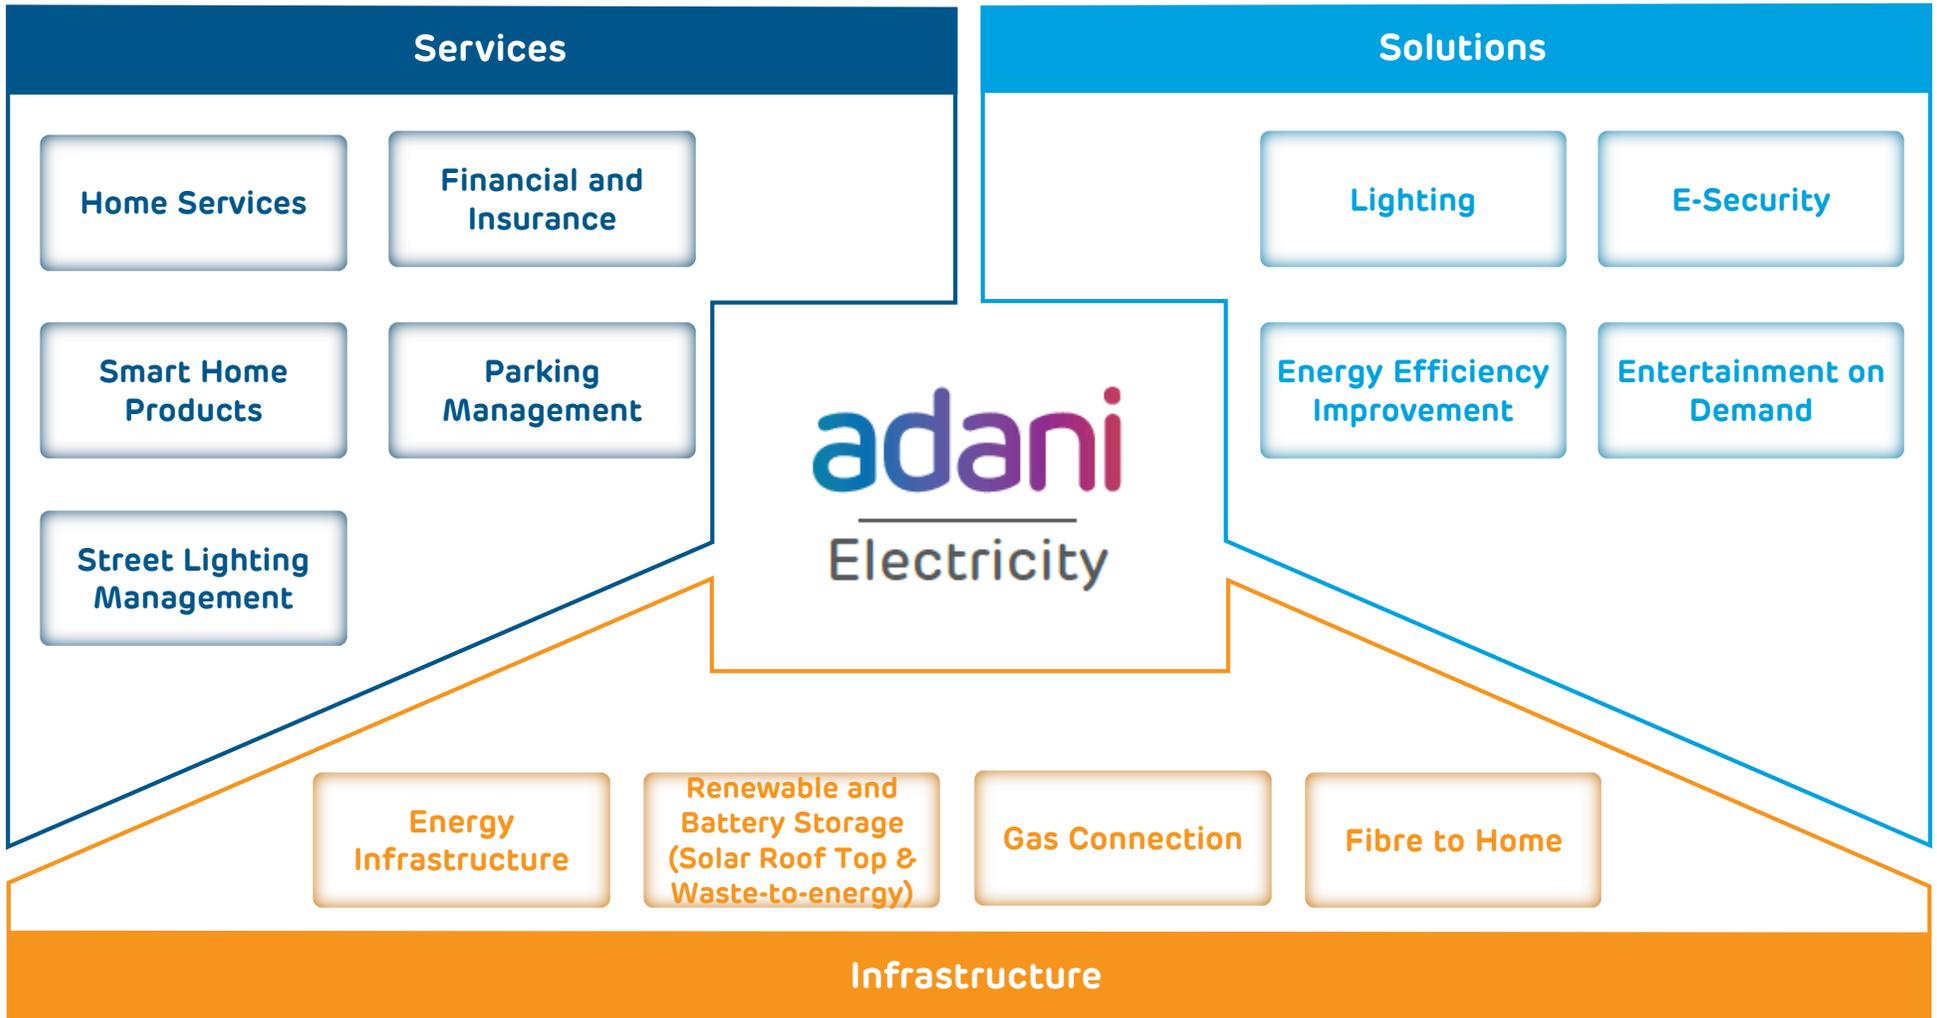 Services
Home Services
Financial and
Insurance
Smart Home
Products
Parking
Management
Street Lighting
Management
Solutions
Lighting
E-Security
Energy Efficiency
Improvement
Entertainment on
Demand
adani
Electricity
Energy
Infrastructure
Renewable and
Battery Storage
(Solar Roof Top &
Waste-to-energy)
Gas Connection
Fibre to Home
Infrastructure